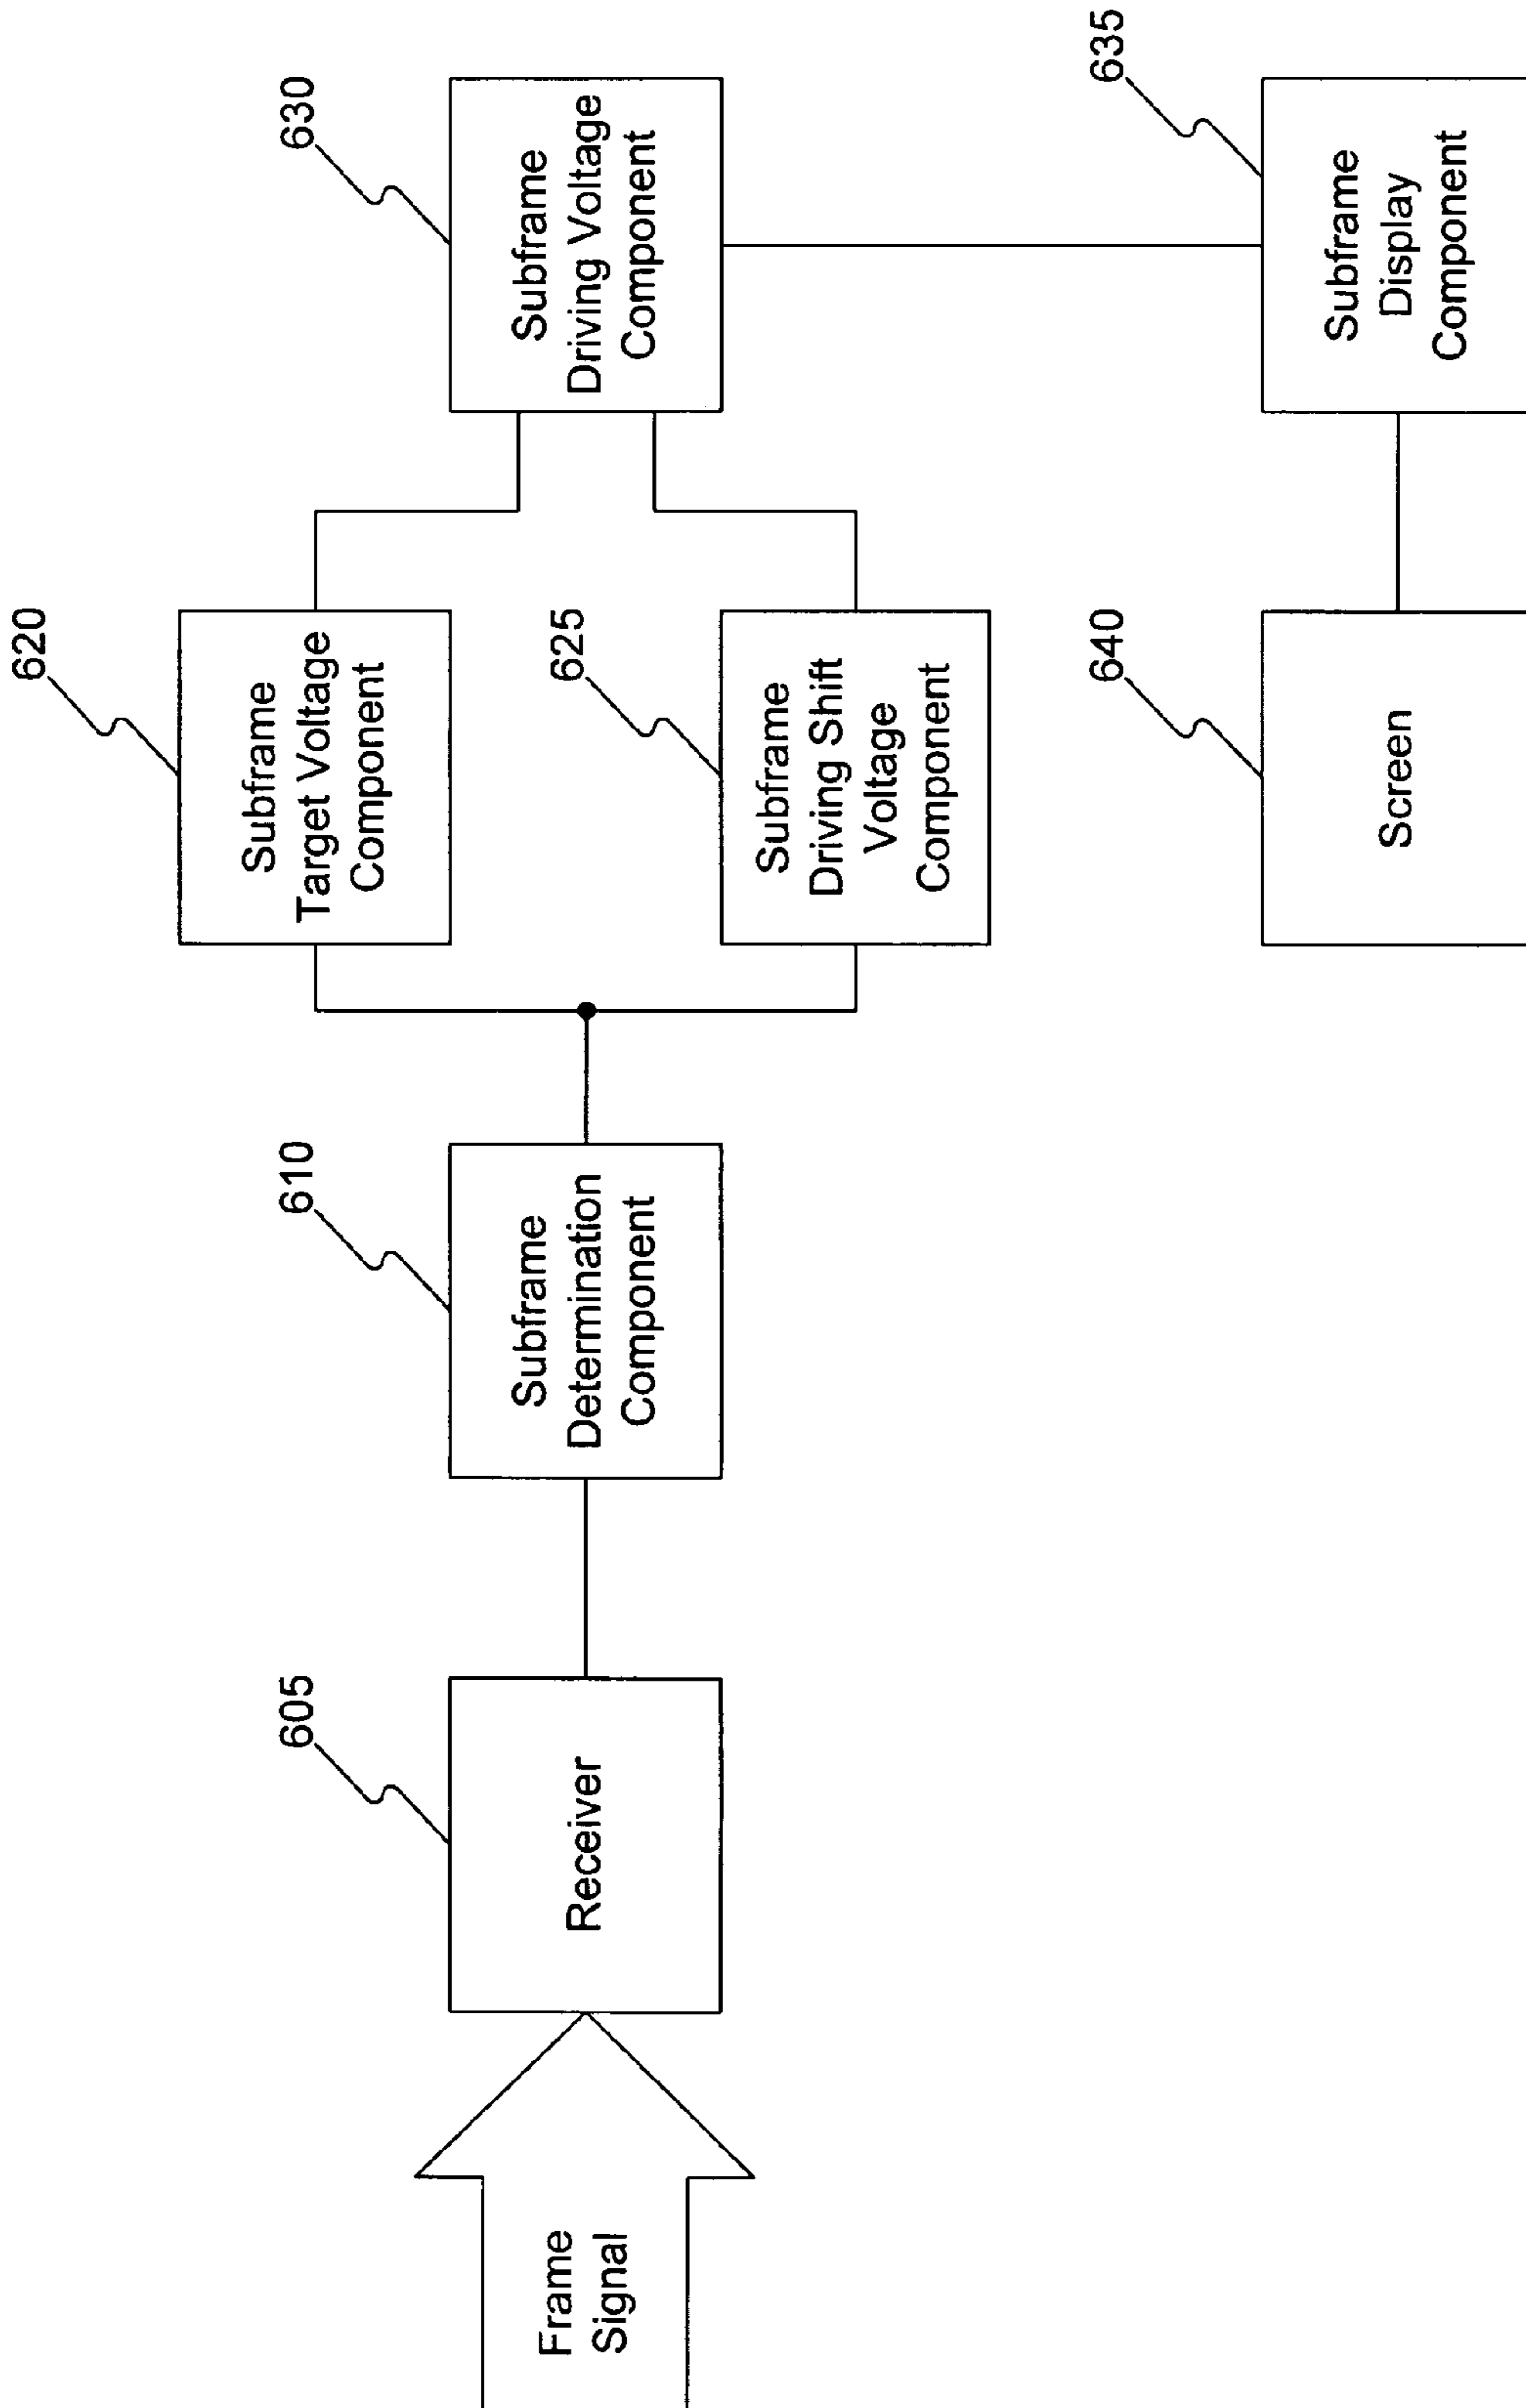 Frame
Signal
605
Receiver
610
Subframe
Determination
Component
620
Subframe
Target Voltage
Component
625
Subframe
Driving Shift
Voltage
Component
630
Subframe
Driving Voltage
Component
635
Subframe
Display
Component
640
Screen